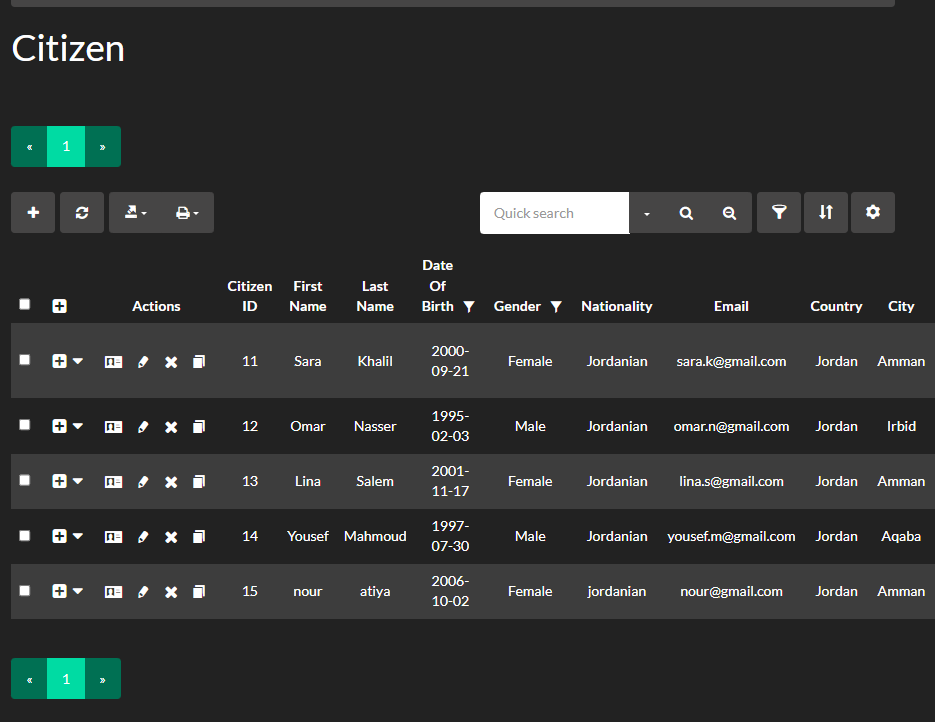 Citizen
« 1 »
Quick search
Actions Citizen ID First Name Last Name Date Of Birth Gender Nationality Email Country City
11 Sara Khalil 2000-09-21 Female Jordanian sara.k@gmail.com Jordan Amman
12 Omar Nasser 1995-02-03 Male Jordanian omar.n@gmail.com Jordan Irbid
13 Lina Salem 2001-11-17 Female Jordanian lina.s@gmail.com Jordan Amman
14 Yousef Mahmoud 1997-07-30 Male Jordanian yousef.m@gmail.com Jordan Aqaba
15 nour atiya 2006-10-02 Female jordanian nour@gmail.com Jordan Amman
« 1 »